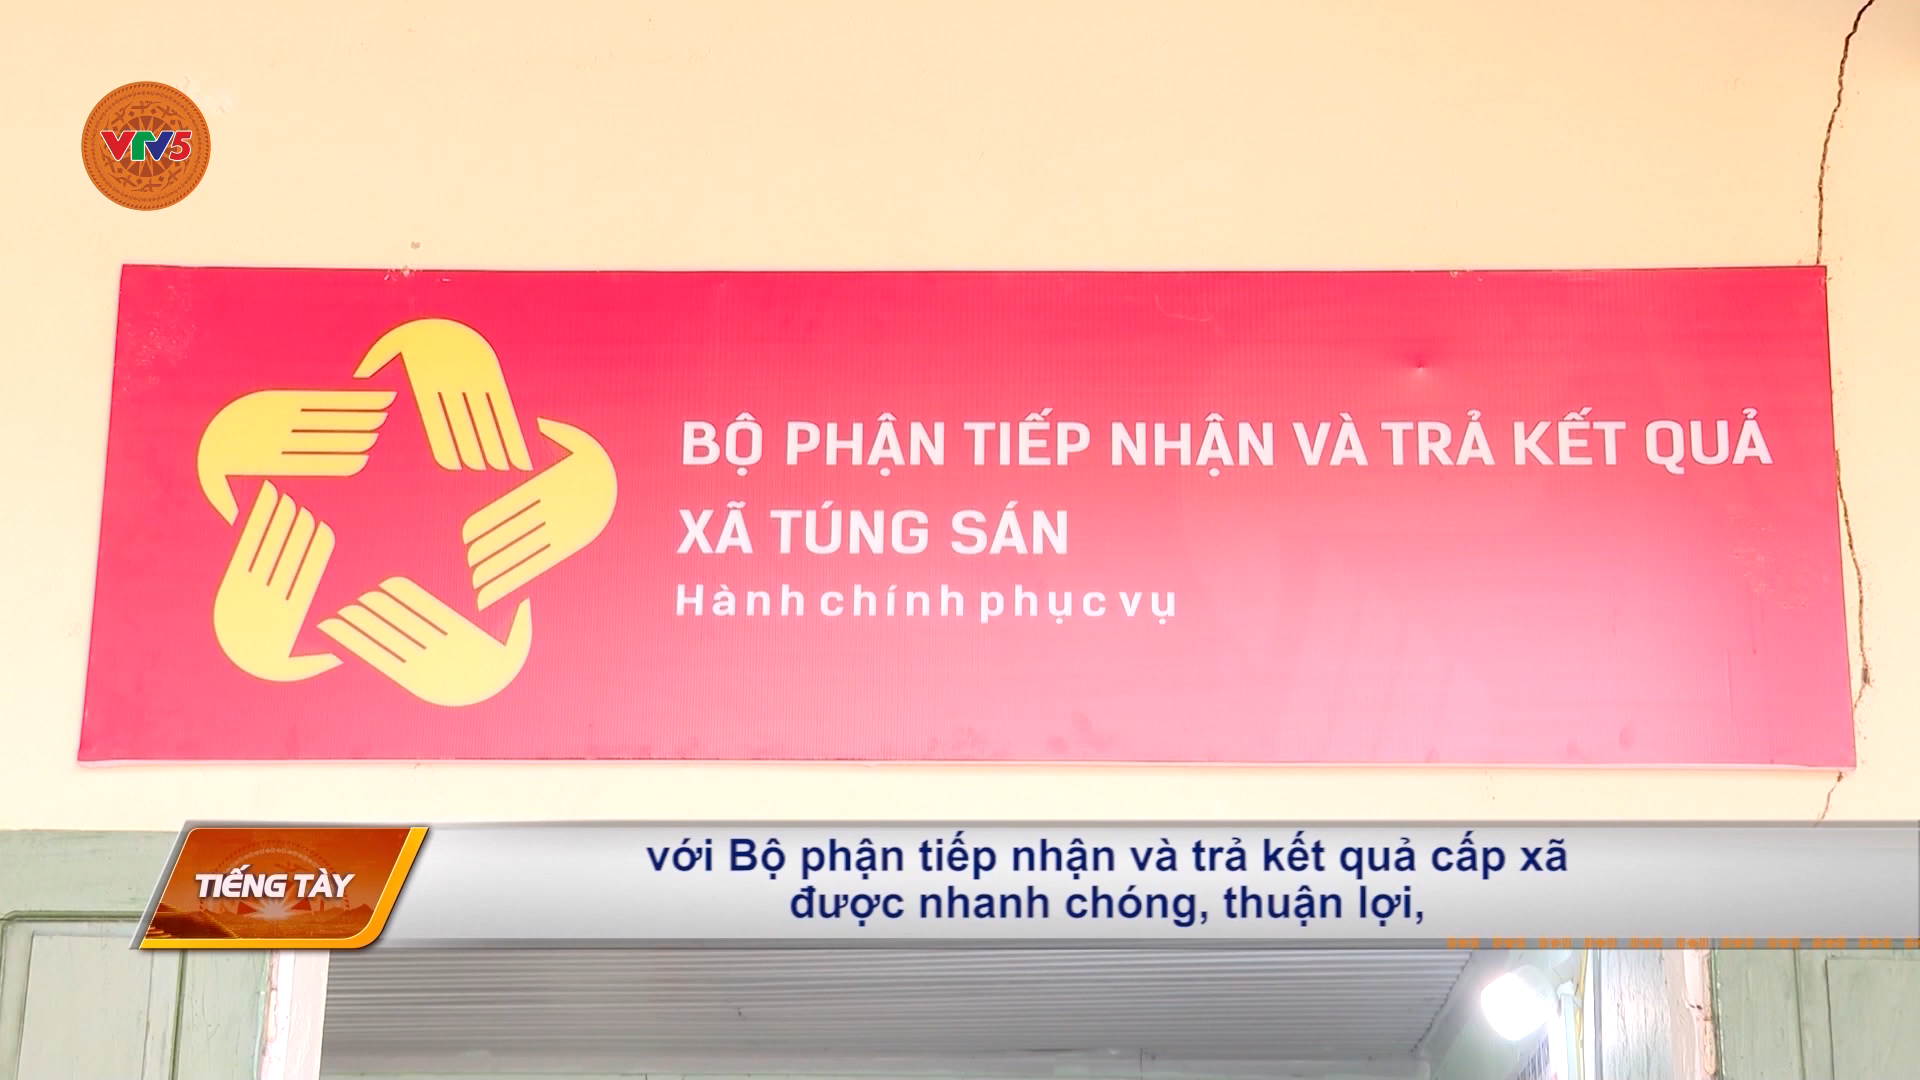 VTV5
BỘ PHẬN TIẾP NHẬN VÀ TRẢ KẾT QUẢ
XÃ TÚNG SÁN
Hành chính phục vụ
với Bộ phận tiếp nhận và trả kết quả cấp xã
TIẾNG TÀY
được nhanh chóng, thuận lợi,